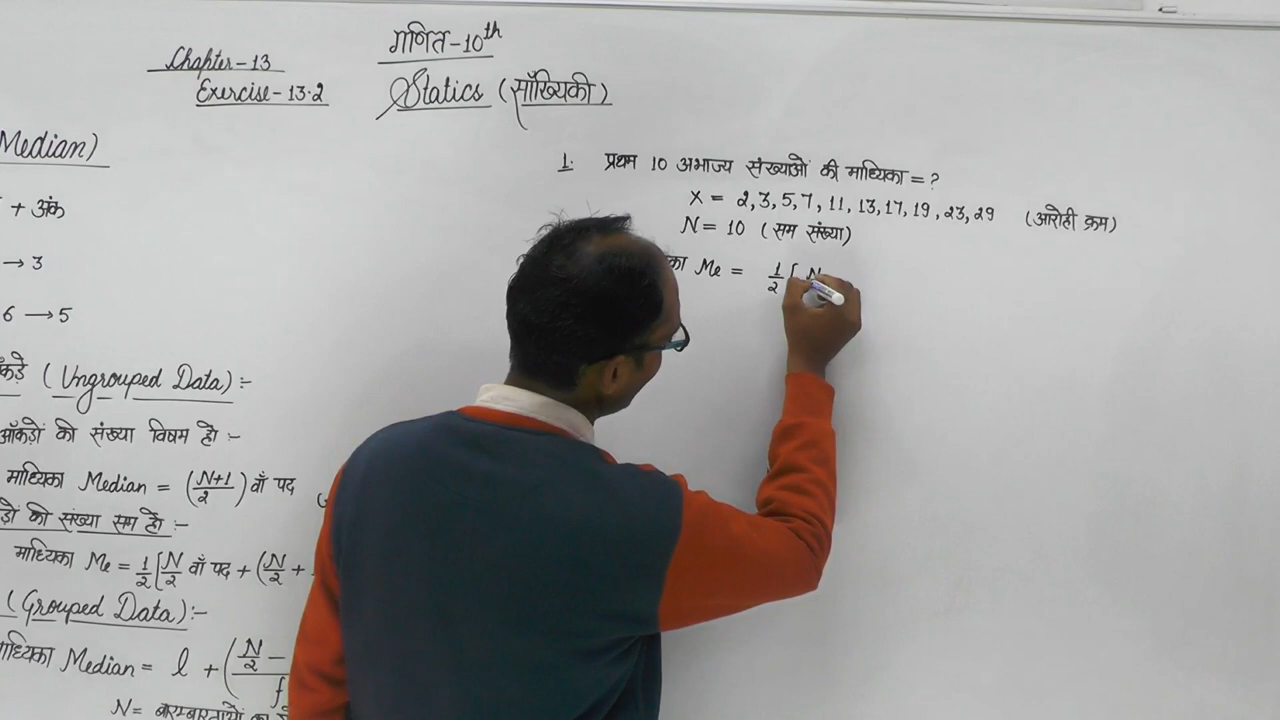 गणित-10th
Chapter-13
Exercise-13.2
Statics (साँख्यिकी)
Median)
+ अंक
→ 3
6 → 5
(Ungrouped Data) :-
आँकड़ों की संख्या विषम हो :-
माध्यिका Median = (N+1/2) वाँ पद
की संख्या सम हो :-
माध्यिका Me = 1/2[N/2 वाँ पद + (N/2 +
(Grouped Data) :-
Median = l + (N/2 -
f
N =
1. प्रथम 10 अभाज्य संख्याओं की माध्यिका = ?
X = 2,3,5,7,11,13,17,19,23,29 (आरोही क्रम)
N = 10 (सम संख्या)
Me = 1/2[N